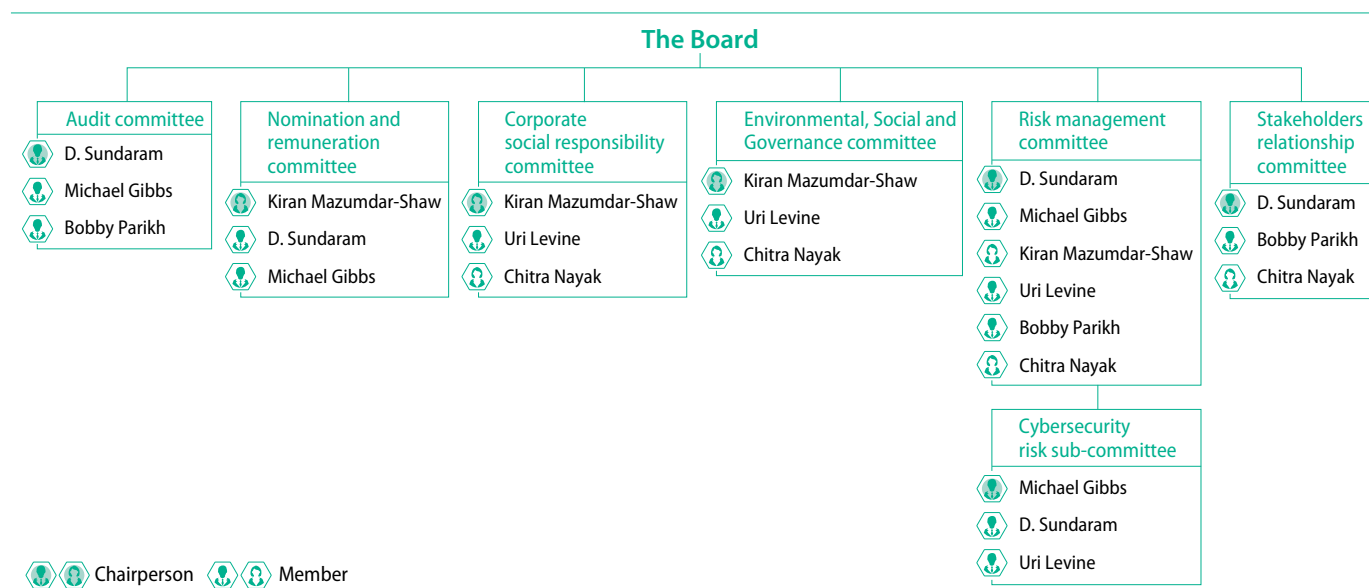 The Board
Audit committee
D. Sundaram
Michael Gibbs
Bobby Parikh
Nomination and
remuneration
committee
Kiran Mazumdar-Shaw
D. Sundaram
Michael Gibbs
Corporate
social responsibility
committee
Kiran Mazumdar-Shaw
Uri Levine
Chitra Nayak
Environmental, Social and
Governance committee
Kiran Mazumdar-Shaw
Uri Levine
Chitra Nayak
Risk management
committee
D. Sundaram
Michael Gibbs
Kiran Mazumdar-Shaw
Uri Levine
Bobby Parikh
Chitra Nayak
Cybersecurity
risk sub-committee
Michael Gibbs
D. Sundaram
Uri Levine
Stakeholders
relationship
committee
D. Sundaram
Bobby Parikh
Chitra Nayak
Chairperson Member